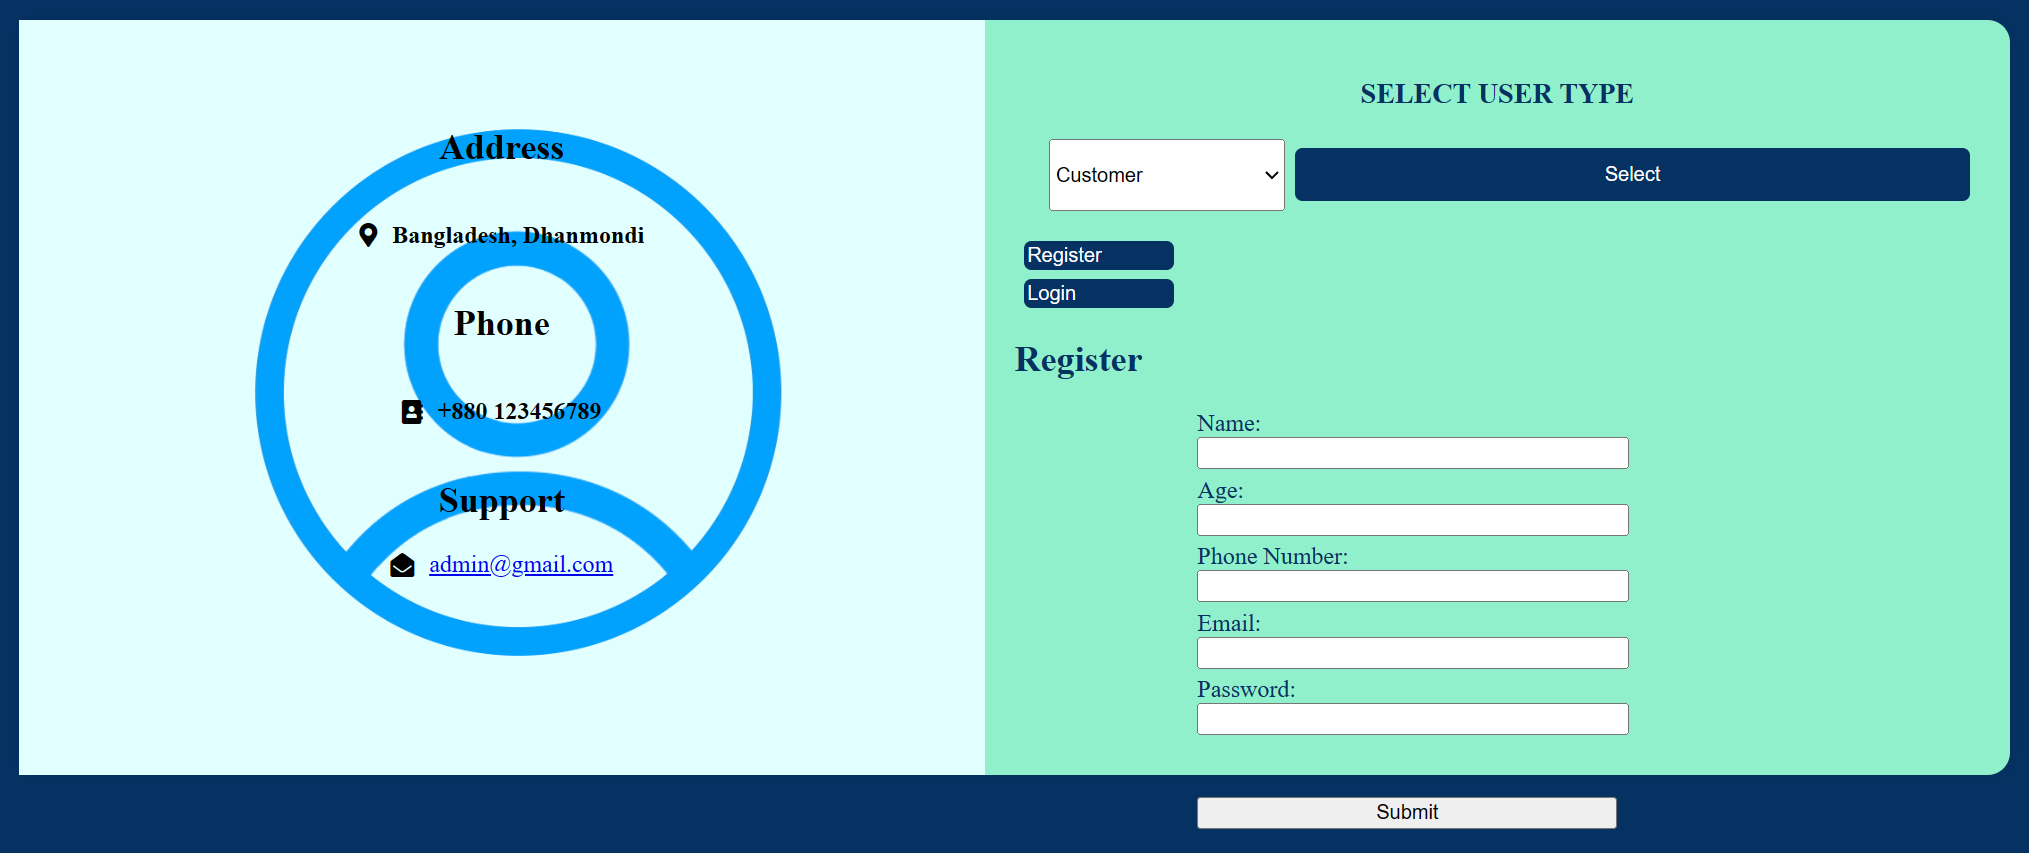 Address
Bangladesh, Dhanmondi
Phone
+880 123456789
Support
admin@gmail.com
SELECT USER TYPE
Customer
Select
Register
Login
Register
Name:
Age:
Phone Number:
Email:
Password:
Submit